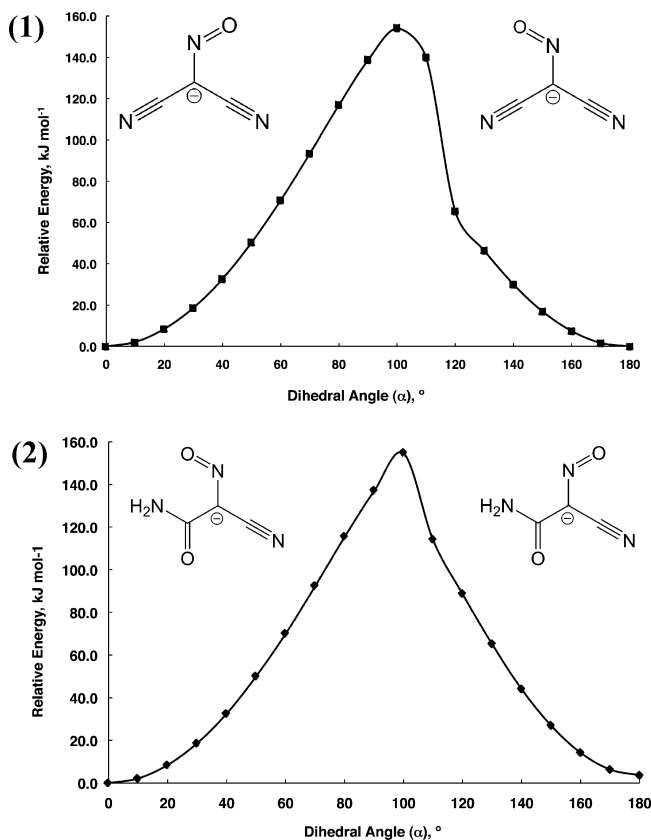 (1)
160.0
140.0
120.0
100.0
80.0
60.0
40.0
20.0
0.0
Relative Energy, kJ mol-1
N O
N N
⊖
O N
N N
⊖
0 20 40 60 80 100 120 140 160 180
Dihedral Angle (α), º
(2)
160.0
140.0
120.0
100.0
80.0
60.0
40.0
20.0
0.0
Relative Energy, kJ mol-1
O N
H2N
⊖
O N
N O
H2N
⊖
O N
0 20 40 60 80 100 120 140 160 180
Dihedral Angle (α), º